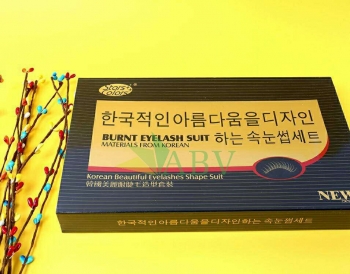 Stars
Colors
한국적인아름다움을디자인
BURNT EYELASH SUIT 하는 속눈썹세트
MATERIALS FROM KOREAN
ABV
Korean Beautiful Eyelashes Shape Suit
NEW
한국적인아름다움을디자인하는속눈썹세트